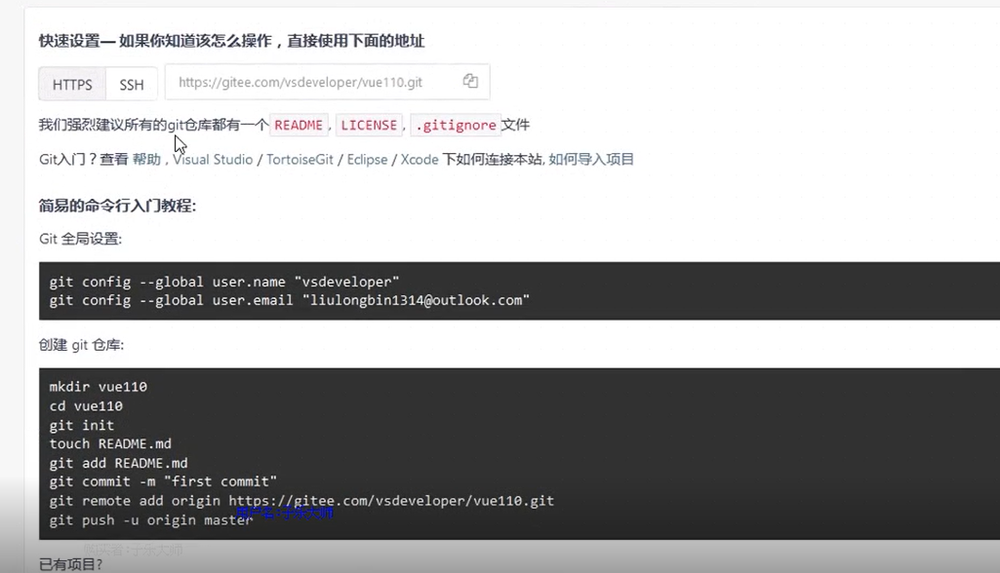 快速设置— 如果你知道该怎么操作，直接使用下面的地址
HTTPS SSH https://gitee.com/vsdeveloper/vue110.git
我们强烈建议所有的git仓库都有一个 README, LICENSE, .gitignore 文件
Git入门？查看 帮助 , Visual Studio / TortoiseGit / Eclipse / Xcode 下如何连接本站, 如何导入项目
简易的命令行入门教程:
Git 全局设置:
git config --global user.name "vsdeveloper"
git config --global user.email "liulongbin1314@outlook.com"
创建 git 仓库:
mkdir vue110
cd vue110
git init
touch README.md
git add README.md
git commit -m "first commit"
git remote add origin https://gitee.com/vsdeveloper/vue110.git
git push -u origin master
已有项目?